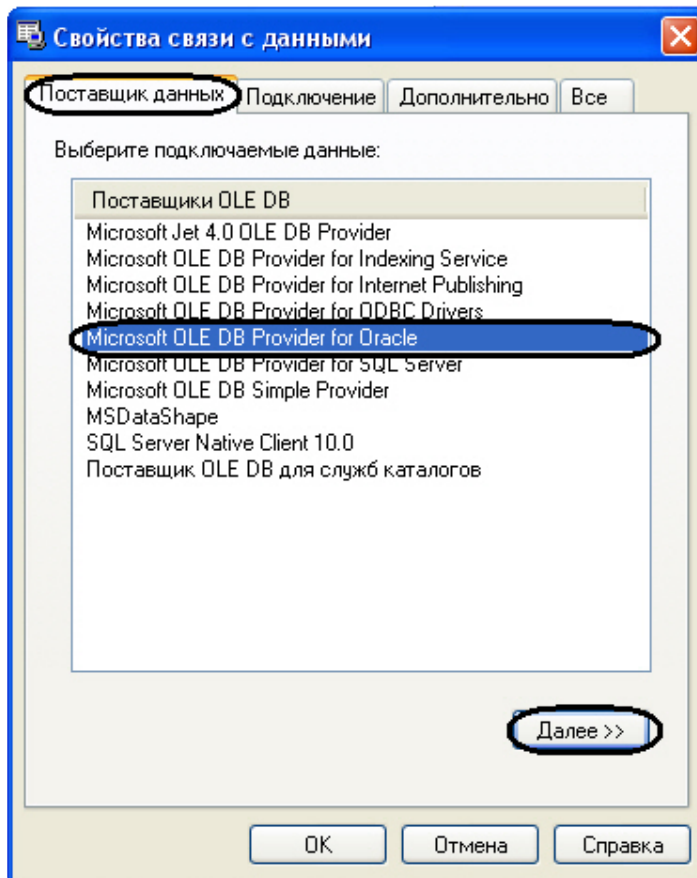 Свойства связи с данными
Поставщик данных Подключение Дополнительно Все
Выберите подключаемые данные:
Поставщики OLE DB
Microsoft Jet 4.0 OLE DB Provider
Microsoft OLE DB Provider for Indexing Service
Microsoft OLE DB Provider for Internet Publishing
Microsoft OLE DB Provider for ODBC Drivers
Microsoft OLE DB Provider for Oracle
Microsoft OLE DB Provider for SQL Server
Microsoft OLE DB Simple Provider
MSDataShape
SQL Server Native Client 10.0
Поставщик OLE DB для служб каталогов
Далее >>
OK Отмена Справка